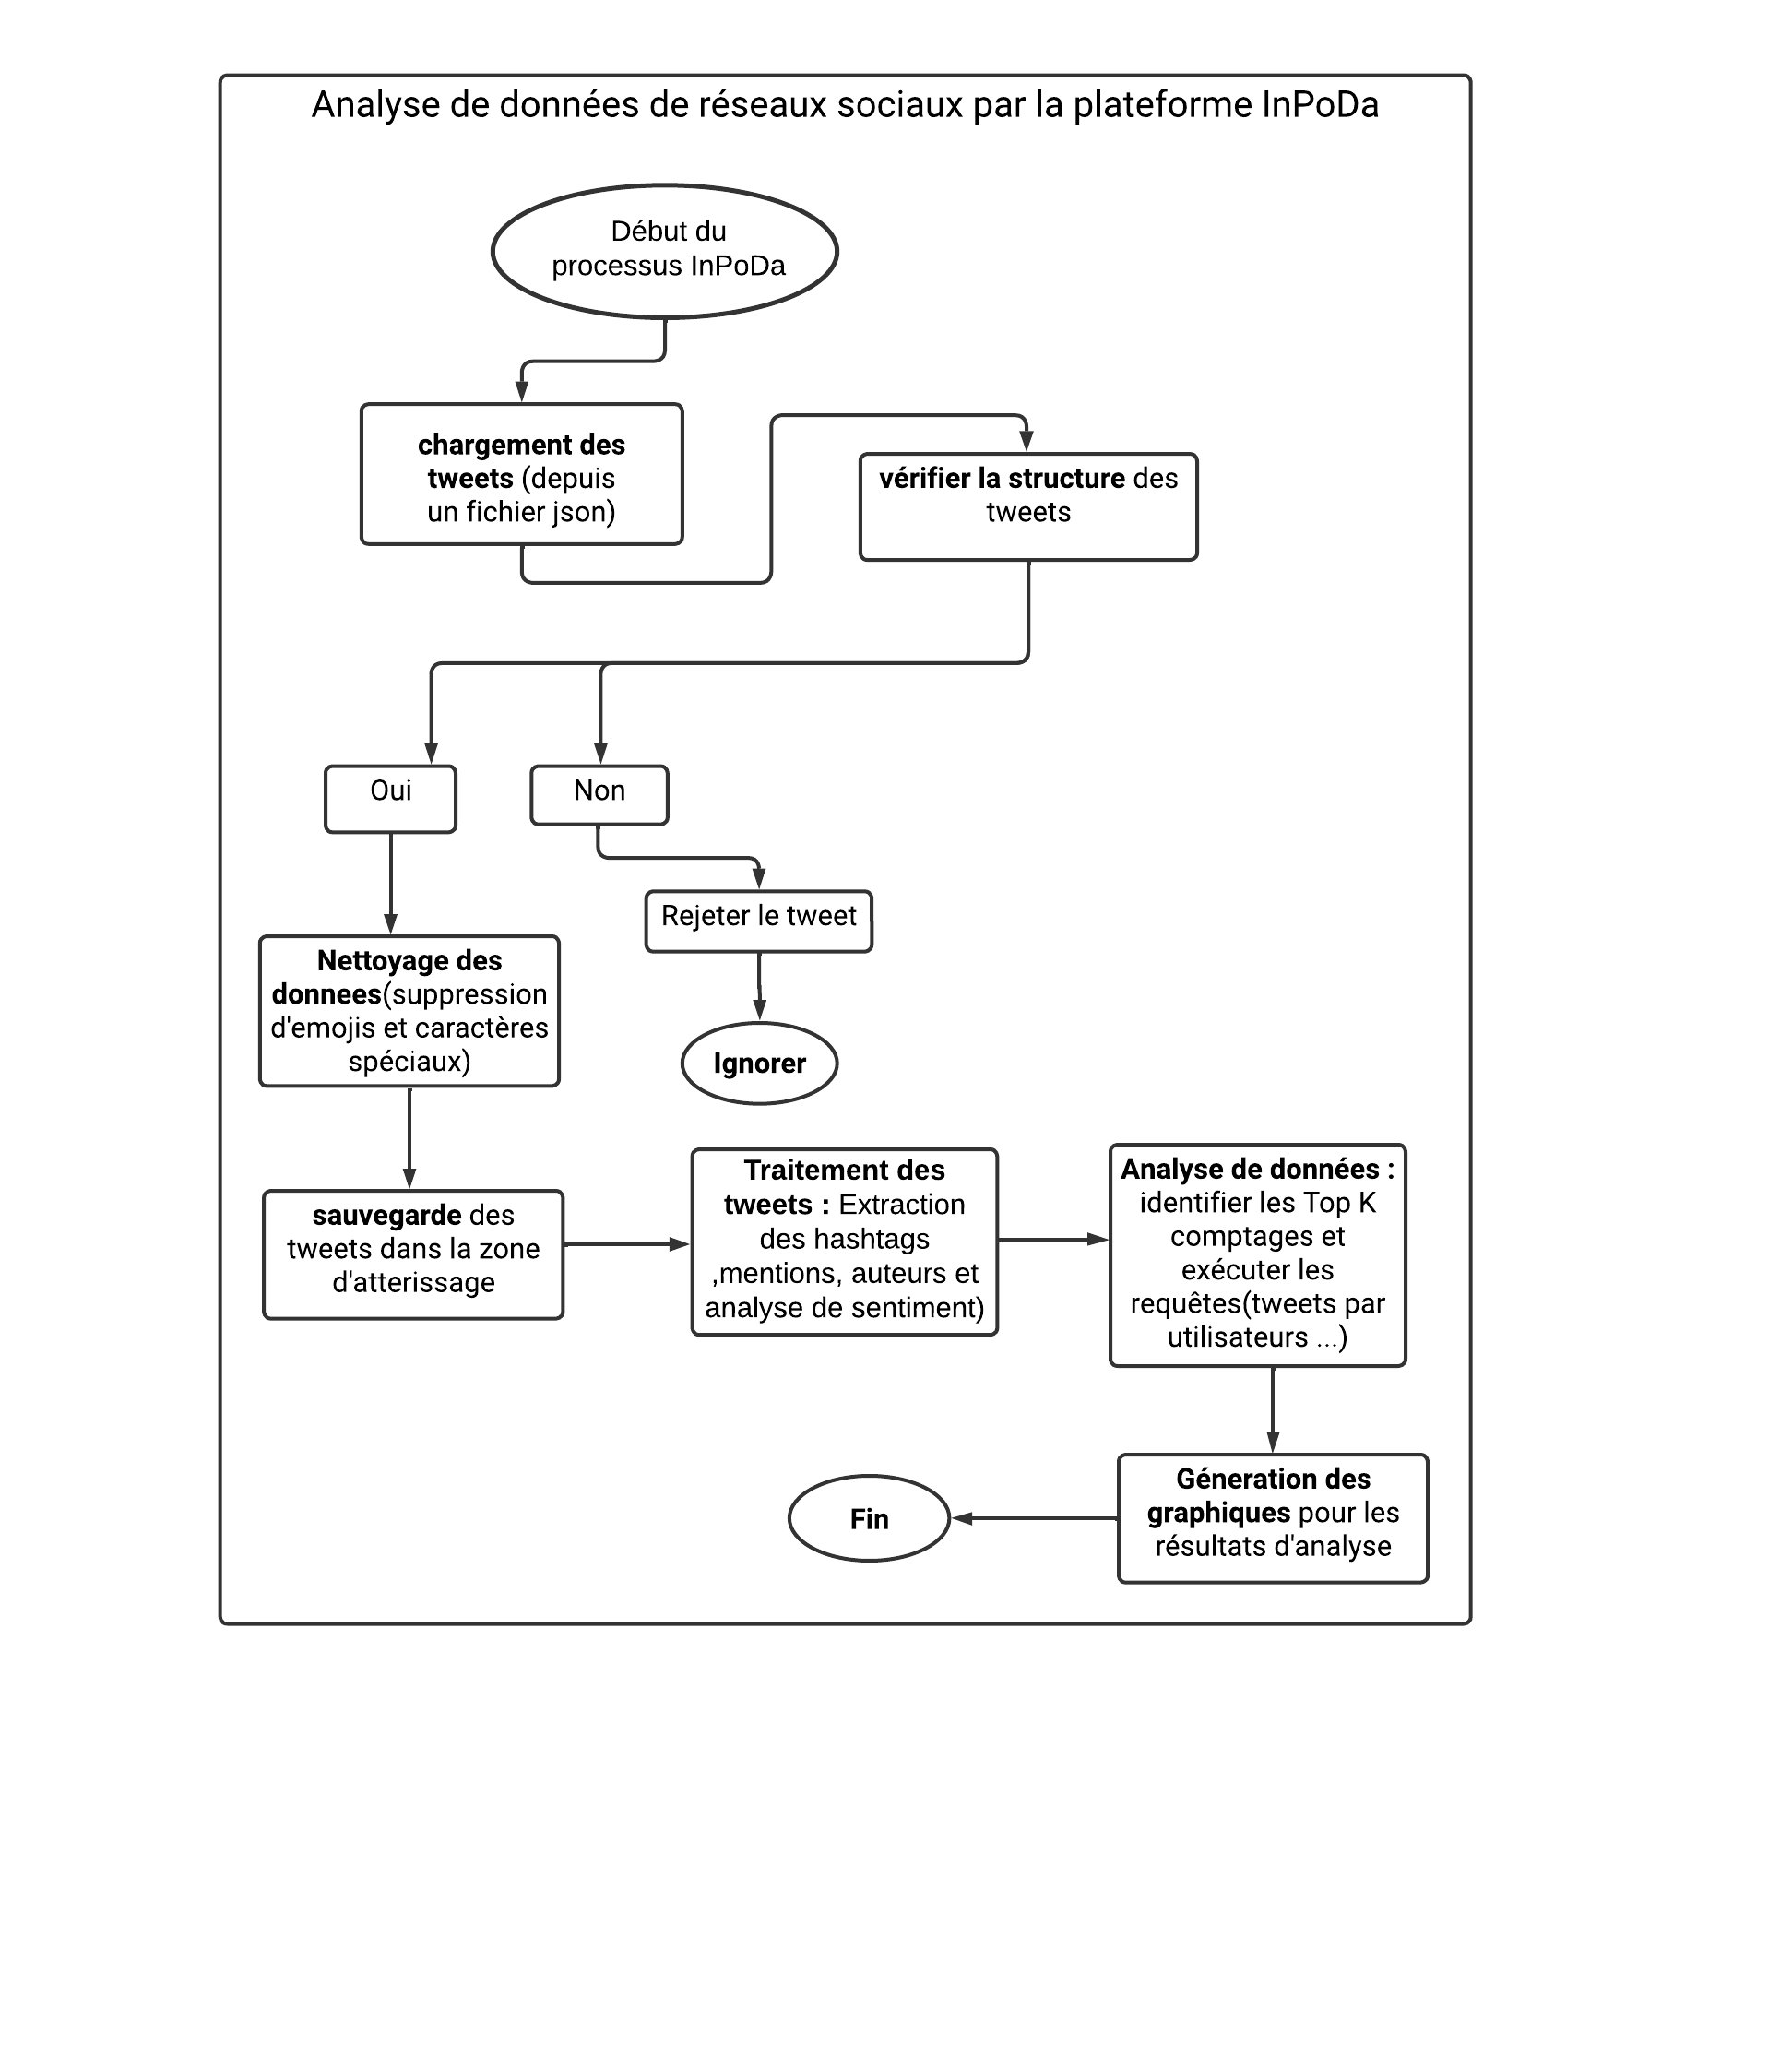 Analyse de données de réseaux sociaux par la plateforme InPoDa
Début du
processus InPoDa
chargement des
tweets (depuis
un fichier json)
vérifier la structure des
tweets
Oui
Non
Rejeter le tweet
Ignorer
Nettoyage des
donnees(suppression
d'emojis et caractères
spéciaux)
sauvegarde des
tweets dans la zone
d'atterissage
Traitement des
tweets : Extraction
des hashtags
,mentions, auteurs et
analyse de sentiment)
Analyse de données :
identifier les Top K
comptages et
exécuter les
requêtes(tweets par
utilisateurs ...)
Géneration des
graphiques pour les
résultats d'analyse
Fin